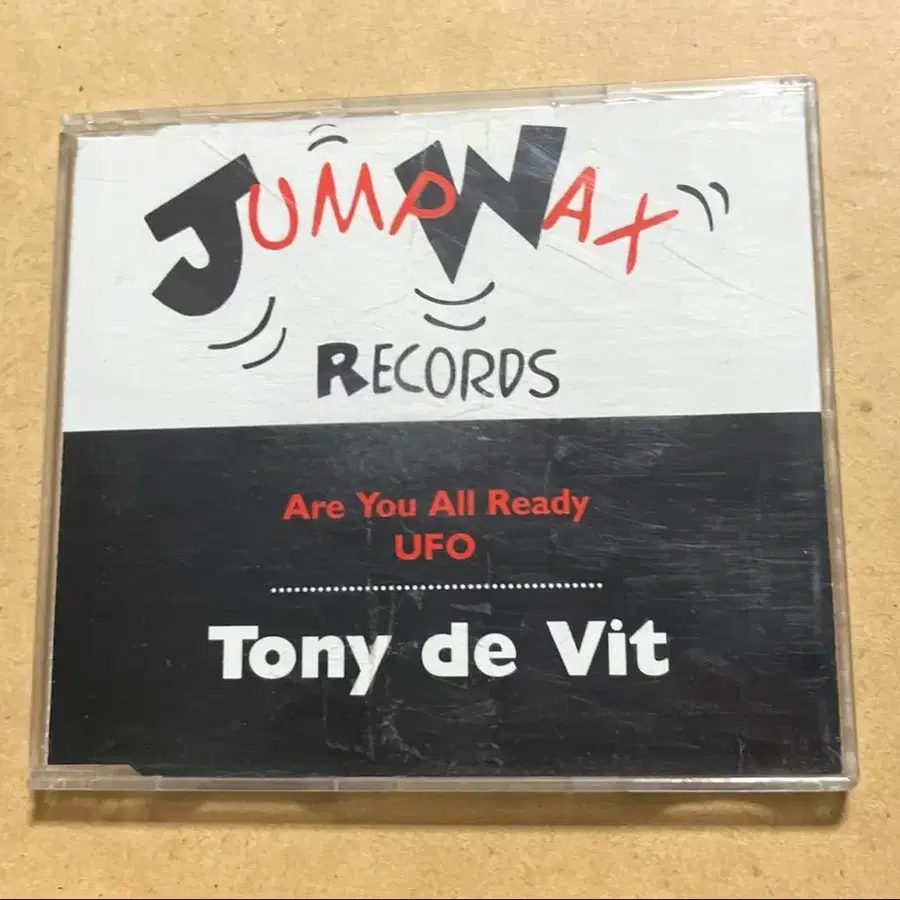 JUMPWAX
RECORDS
Are You All Ready
UFO
Tony de Vit